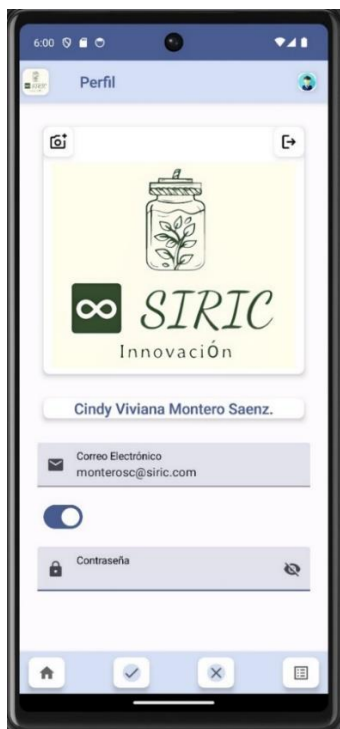 6:00
Perfil
SIRIC
InnovaciÓn
Cindy Viviana Montero Saenz.
Correo Electrónico
monterosc@siric.com
Contraseña